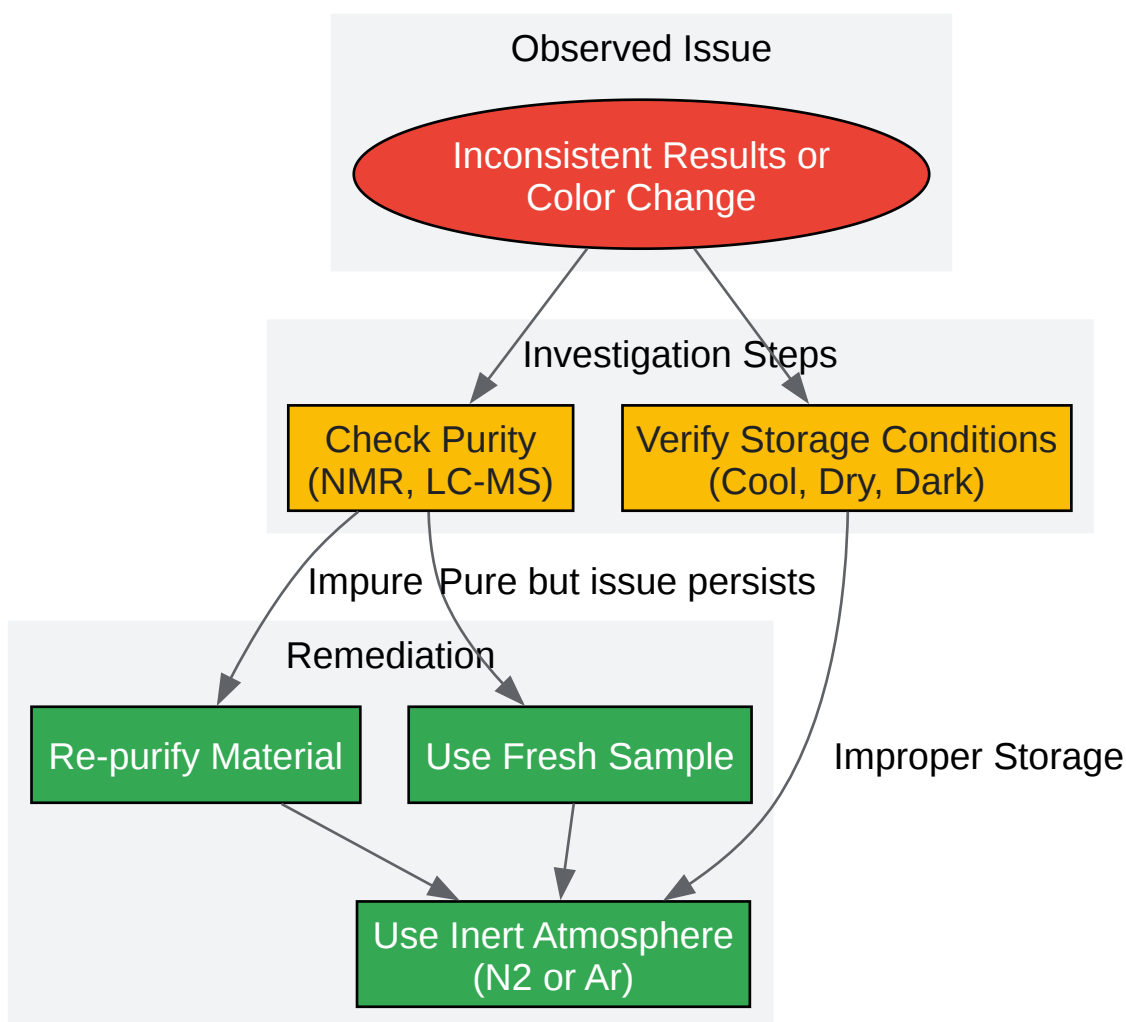 Observed Issue
Inconsistent Results or
Color Change
Investigation Steps
Check Purity
(NMR, LC-MS)
Verify Storage Conditions
(Cool, Dry, Dark)
Impure
Pure but issue persists
Remediation
Re-purify Material
Use Fresh Sample
Improper Storage
Use Inert Atmosphere
(N2 or Ar)